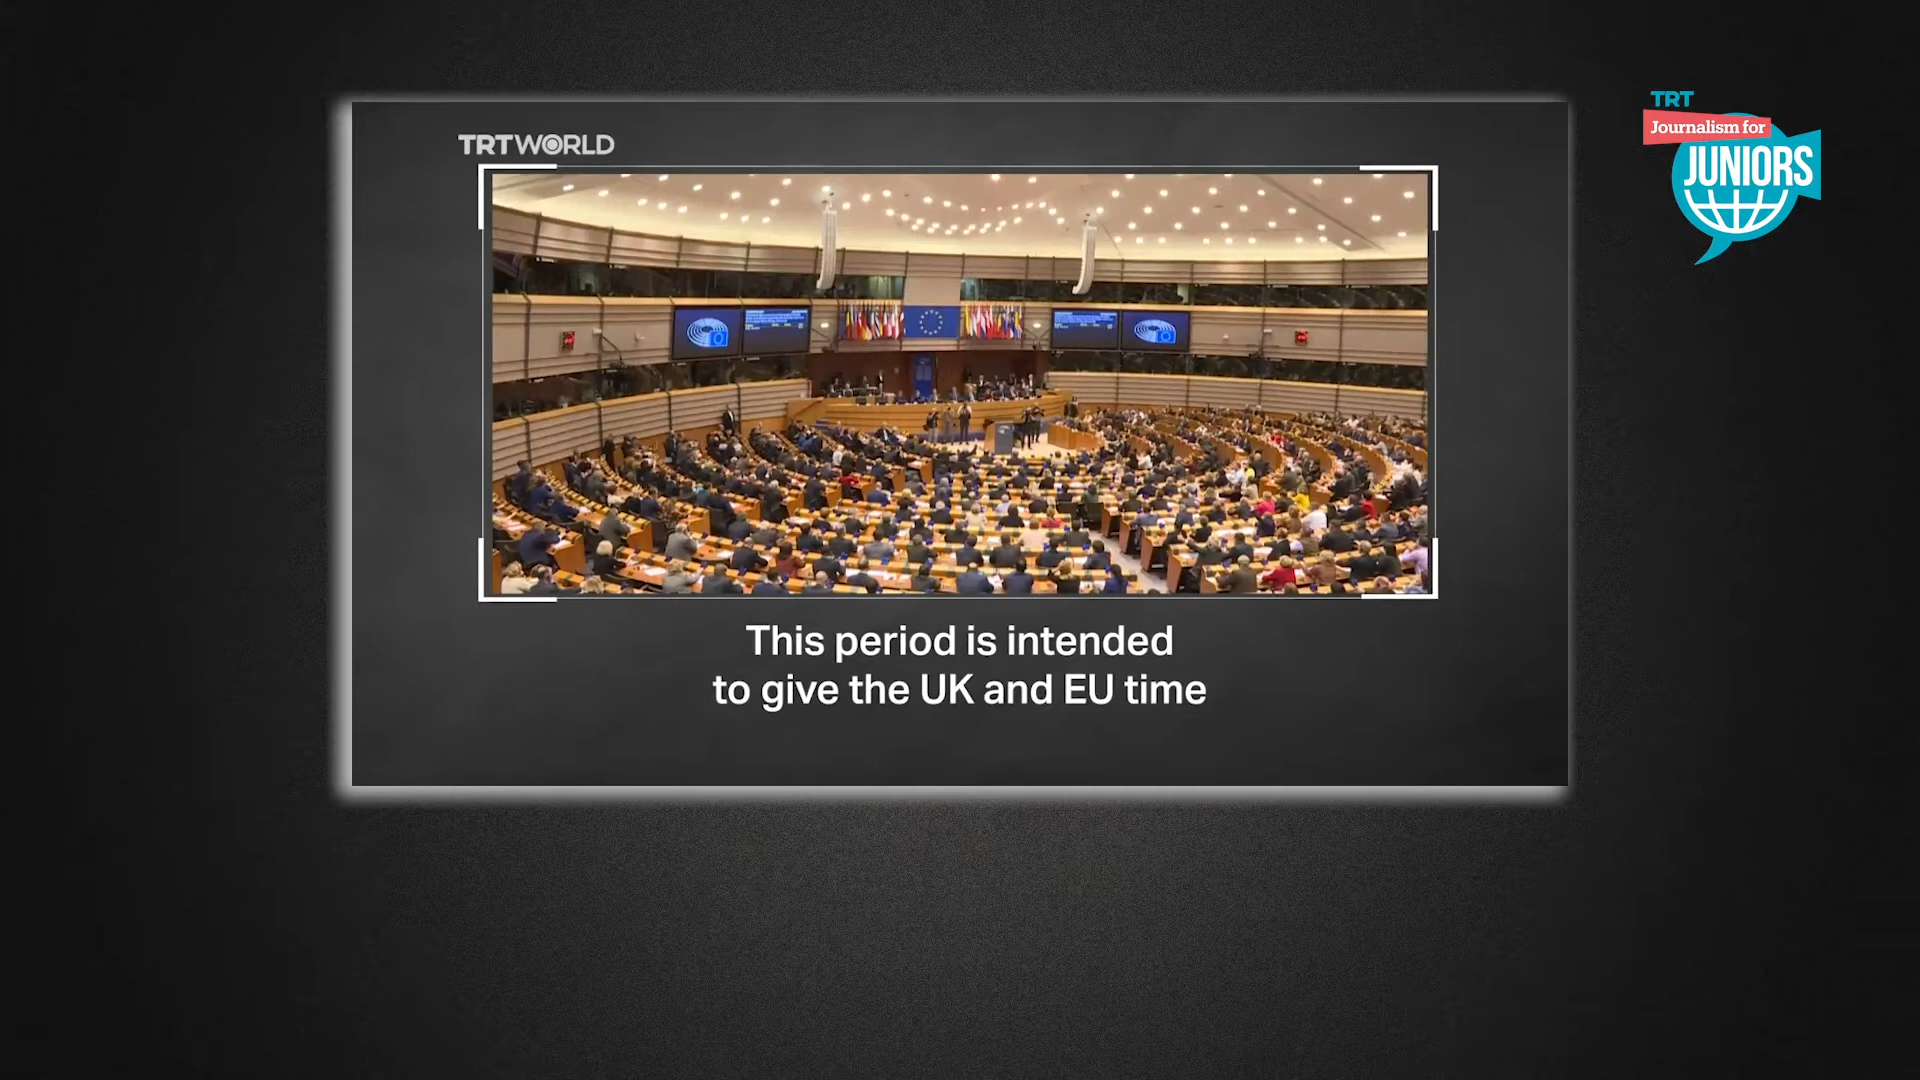 TRT
Journalism for
JUNIORS
TRTWORLD
This period is intended
to give the UK and EU time